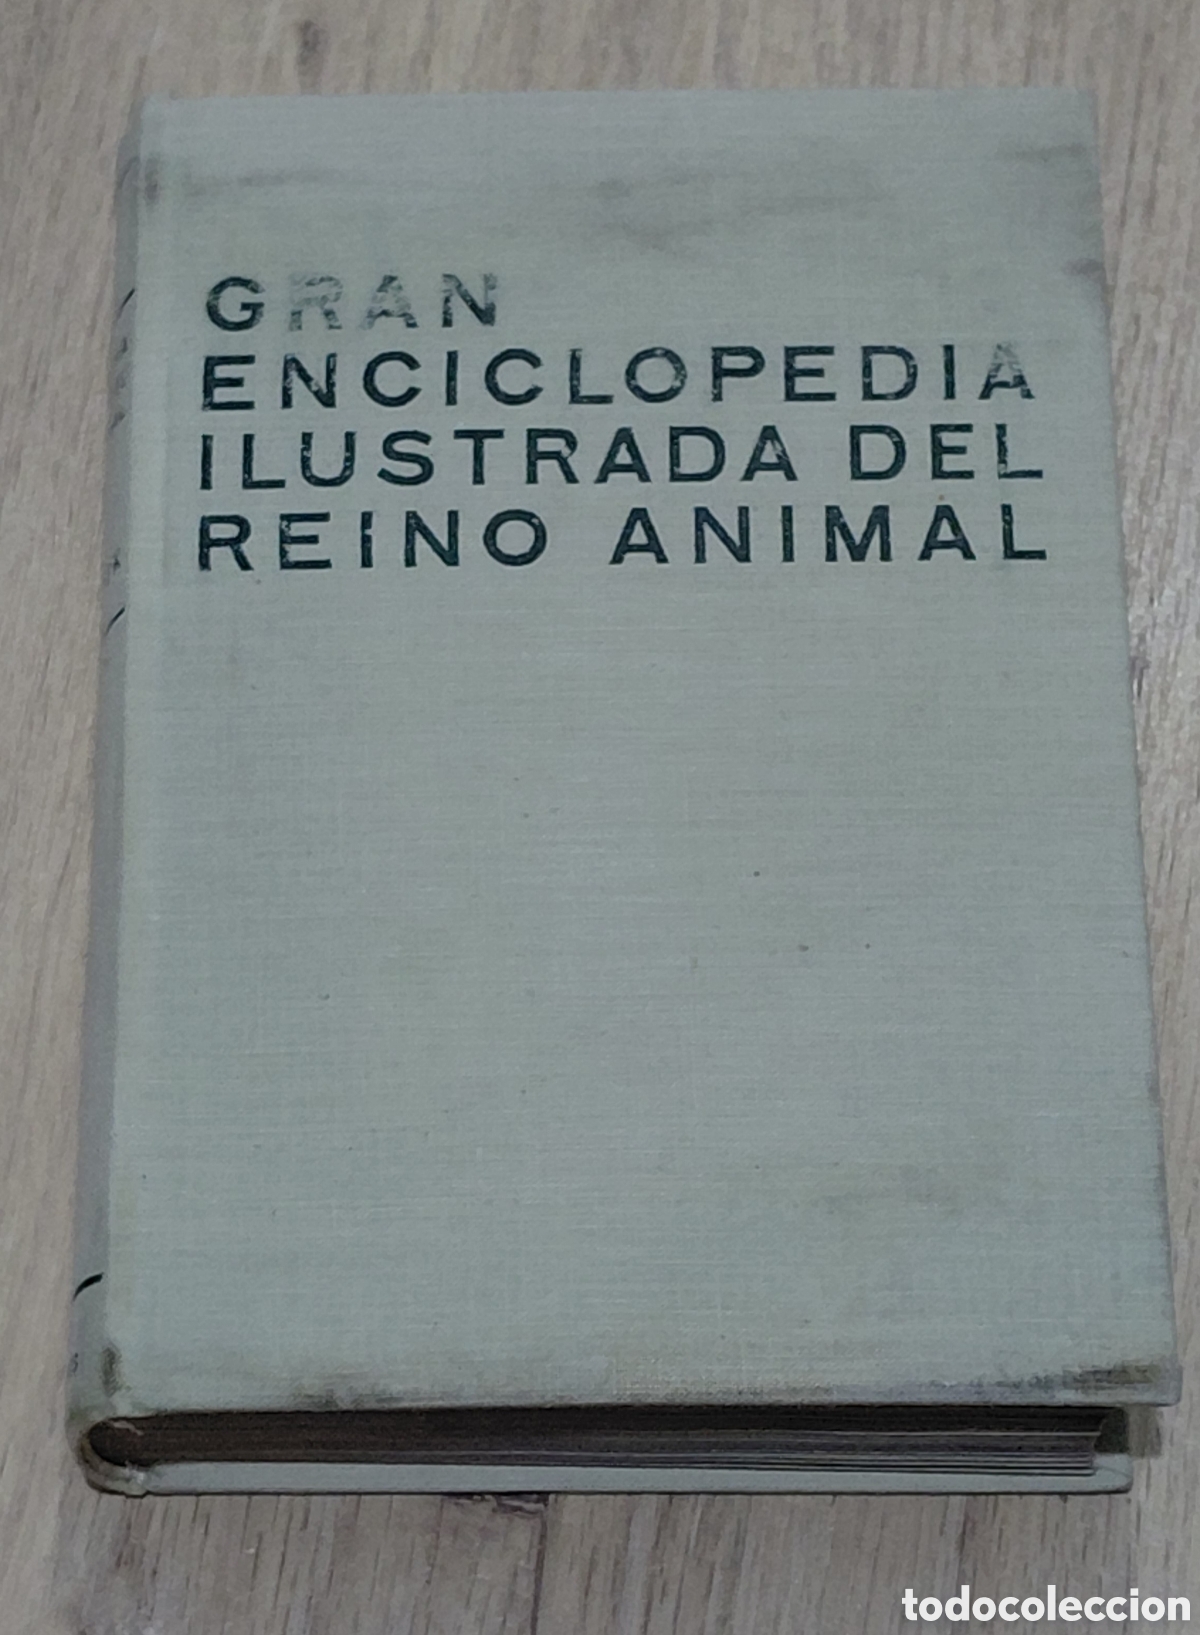 GRAN
ENCICLOPEDIA
ILUSTRADA DEL
REINO ANIMAL
todocoleccion